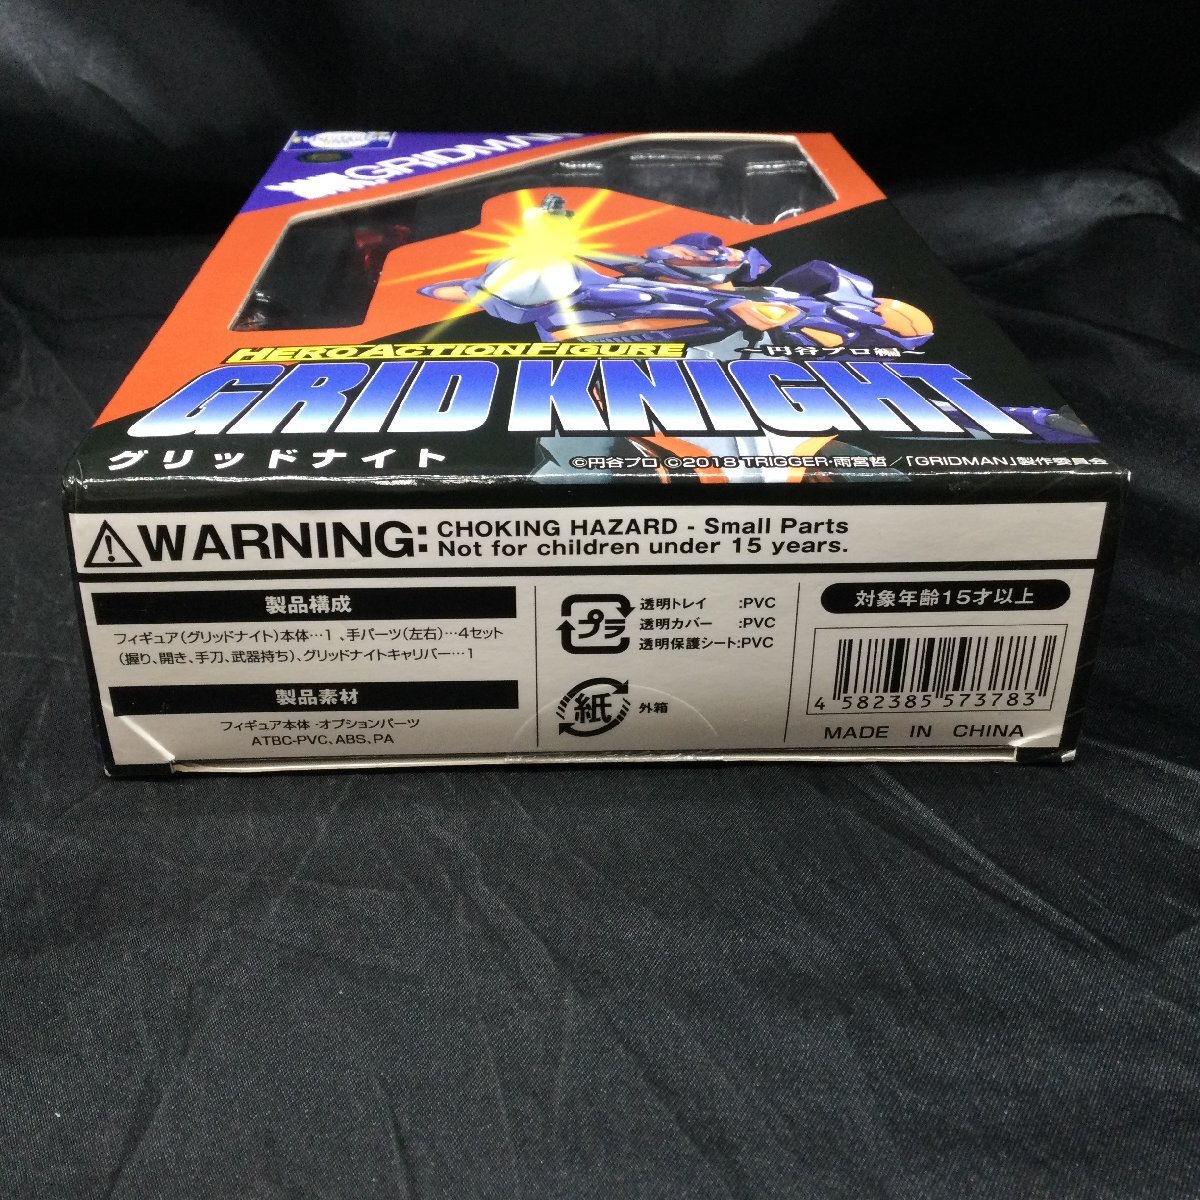 GRIDMAN
HERO ACTION FIGURE
〜円谷プロ編〜
GRID KNIGHT
グリッドナイト
©円谷プロ ©2018 TRIGGER・雨宮哲／「GRIDMAN」製作委員会
WARNING:
CHOKING HAZARD - Small Parts
Not for children under 15 years.
製品構成
フィギュア(グリッドナイト)本体…1 、手パーツ(左右)…4セット
(握り、開き、手刀、武器持ち)、グリッドナイトキャリバー…1
製品素材
フィギュア本体・オプションパーツ
ATBC-PVC、ABS、PA
プラ
透明トレイ :PVC
透明カバー :PVC
透明保護シート:PVC
紙
外箱
対象年齢15才以上
4 582385 573783
MADE IN CHINA